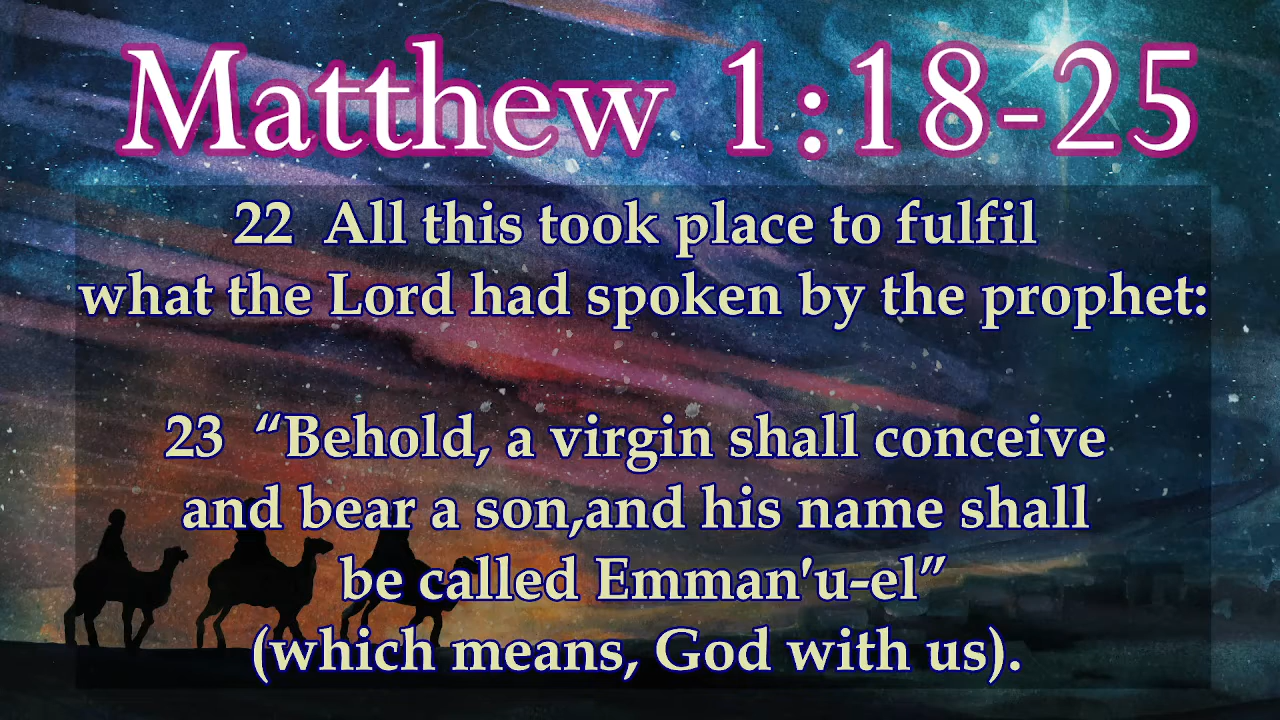 Matthew 1:18-25
22  All this took place to fulfil
what the Lord had spoken by the prophet:
23  “Behold, a virgin shall conceive
and bear a son,and his name shall
be called Emman′u-el”
(which means, God with us).